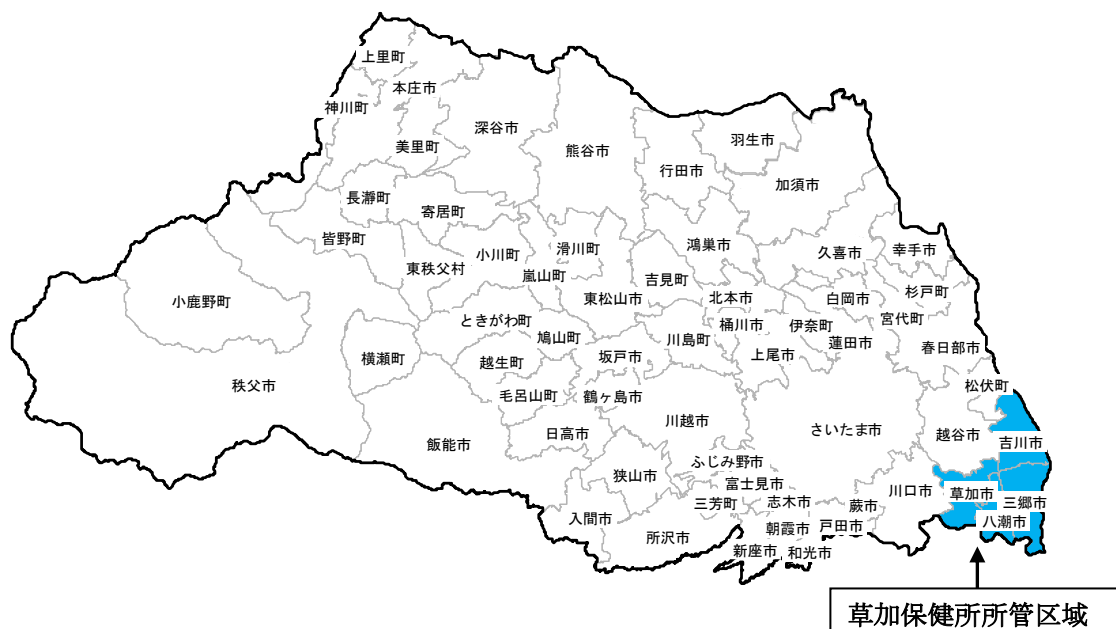 上里町
本庄市
神川町
深谷市
羽生市
美里町
熊谷市
行田市
加須市
長瀞町
寄居町
皆野町
鴻巣市
滑川町
小川町
久喜市
幸手市
東秩父村
嵐山町
吉見町
杉戸町
小鹿野町
東松山市
北本市
白岡市
ときがわ町
桶川市
伊奈町
宮代町
鳩山町
川島町
蓮田市
春日部市
横瀬町
越生町
坂戸市
上尾市
秩父市
松伏町
毛呂山町
鶴ヶ島市
川越市
さいたま市
越谷市
吉川市
飯能市
日高市
ふじみ野市
狭山市
富士見市
川口市
草加市
三芳町
志木市
蕨市
三郷市
入間市
朝霞市
戸田市
八潮市
所沢市
新座市
和光市
草加保健所所管区域